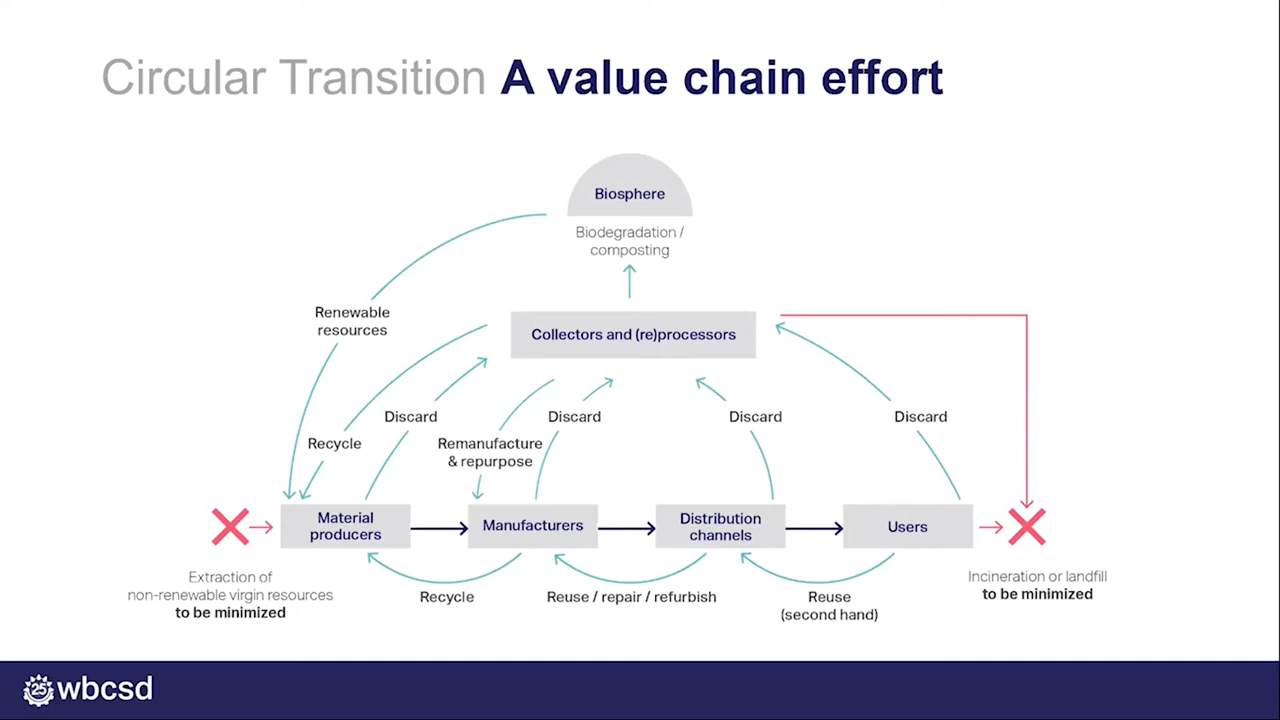 Circular Transition A value chain effort
Biosphere
Biodegradation /
composting
Renewable
resources
Collectors and (re)processors
Discard
Discard
Discard
Discard
Recycle
Remanufacture
& repurpose
Material
producers
Manufacturers
Distribution
channels
Users
Extraction of
non-renewable virgin resources
to be minimized
Recycle
Reuse / repair / refurbish
Reuse
(second hand)
Incineration or landfill
to be minimized
25
wbcsd